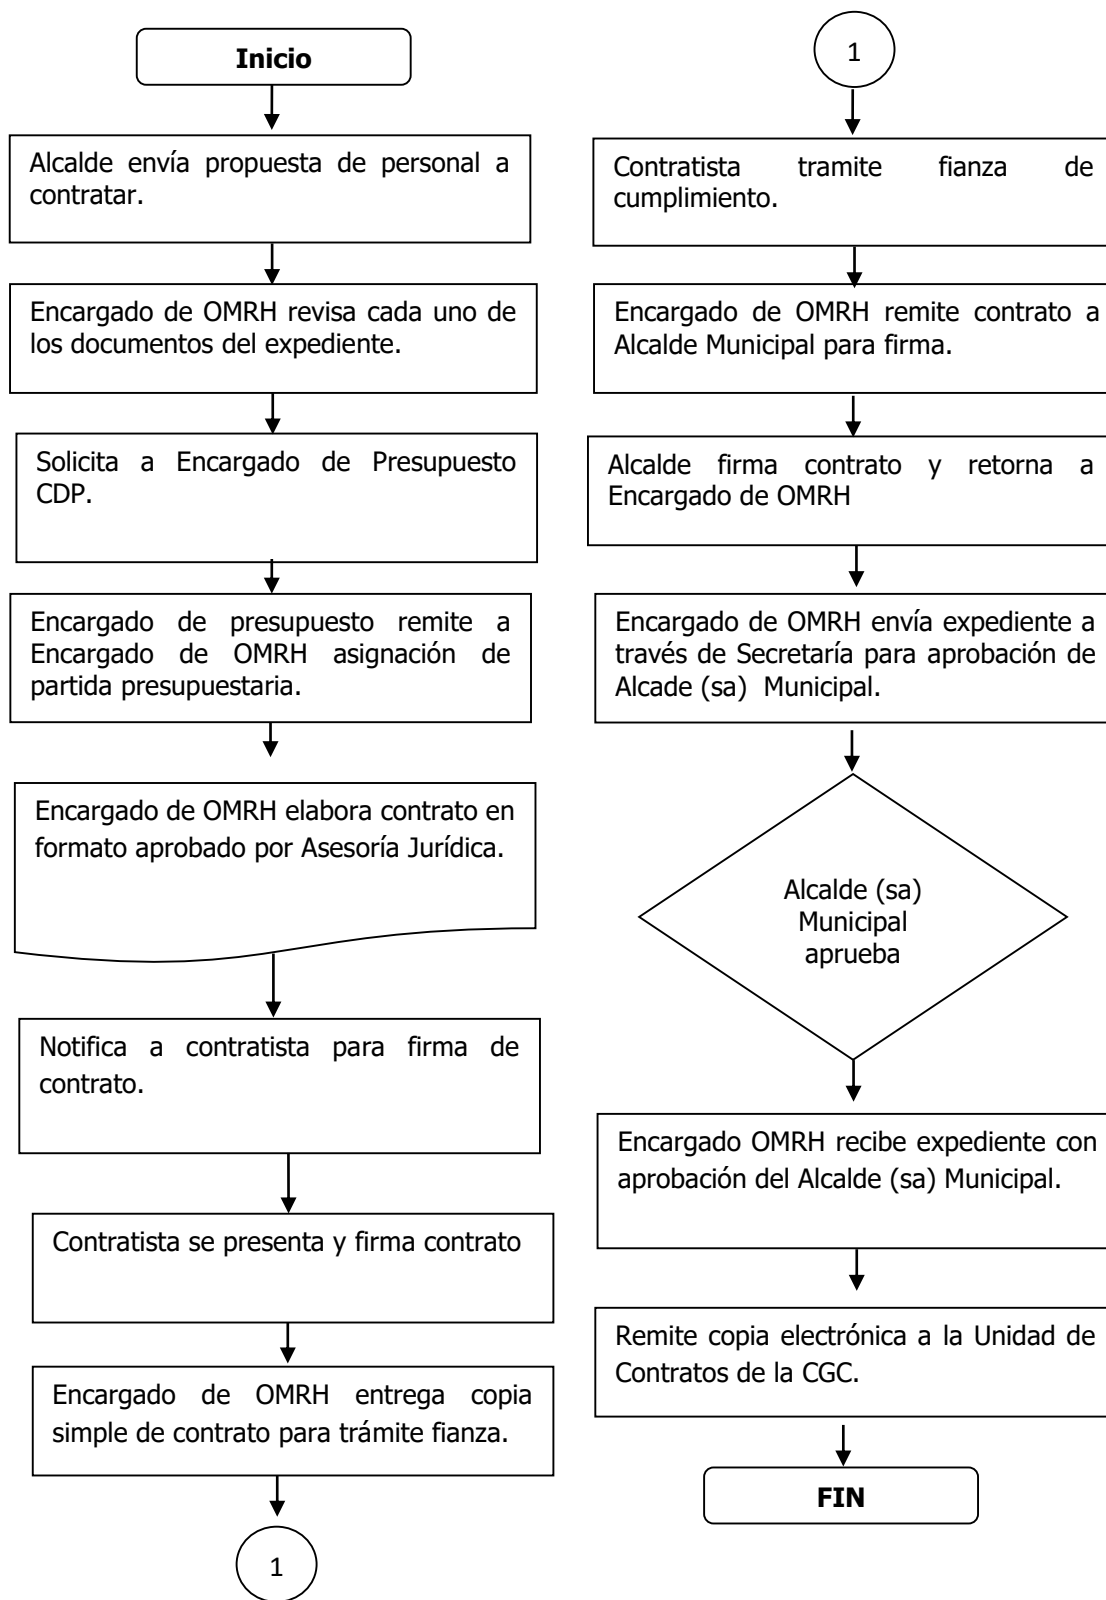 Inicio
Alcalde envía propuesta de personal a
contratar.
Encargado de OMRH revisa cada uno de
los documentos del expediente.
Solicita a Encargado de Presupuesto
CDP.
Encargado de presupuesto remite a
Encargado de OMRH asignación de
partida presupuestaria.
Encargado de OMRH elabora contrato en
formato aprobado por Asesoría Jurídica.
Notifica a contratista para firma de
contrato.
Contratista se presenta y firma contrato
Encargado de OMRH entrega copia
simple de contrato para trámite fianza.
1
1
Contratista tramite fianza de
cumplimiento.
Encargado de OMRH remite contrato a
Alcalde Municipal para firma.
Alcalde firma contrato y retorna a
Encargado de OMRH
Encargado de OMRH envía expediente a
través de Secretaría para aprobación de
Alcade (sa) Municipal.
Alcalde (sa)
Municipal
aprueba
Encargado OMRH recibe expediente con
aprobación del Alcalde (sa) Municipal.
Remite copia electrónica a la Unidad de
Contratos de la CGC.
FIN